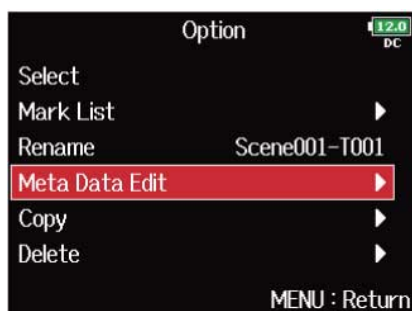 Option
12.0
DC
Select
Mark List
Rename Scene001-T001
Meta Data Edit
Copy
Delete
MENU : Return